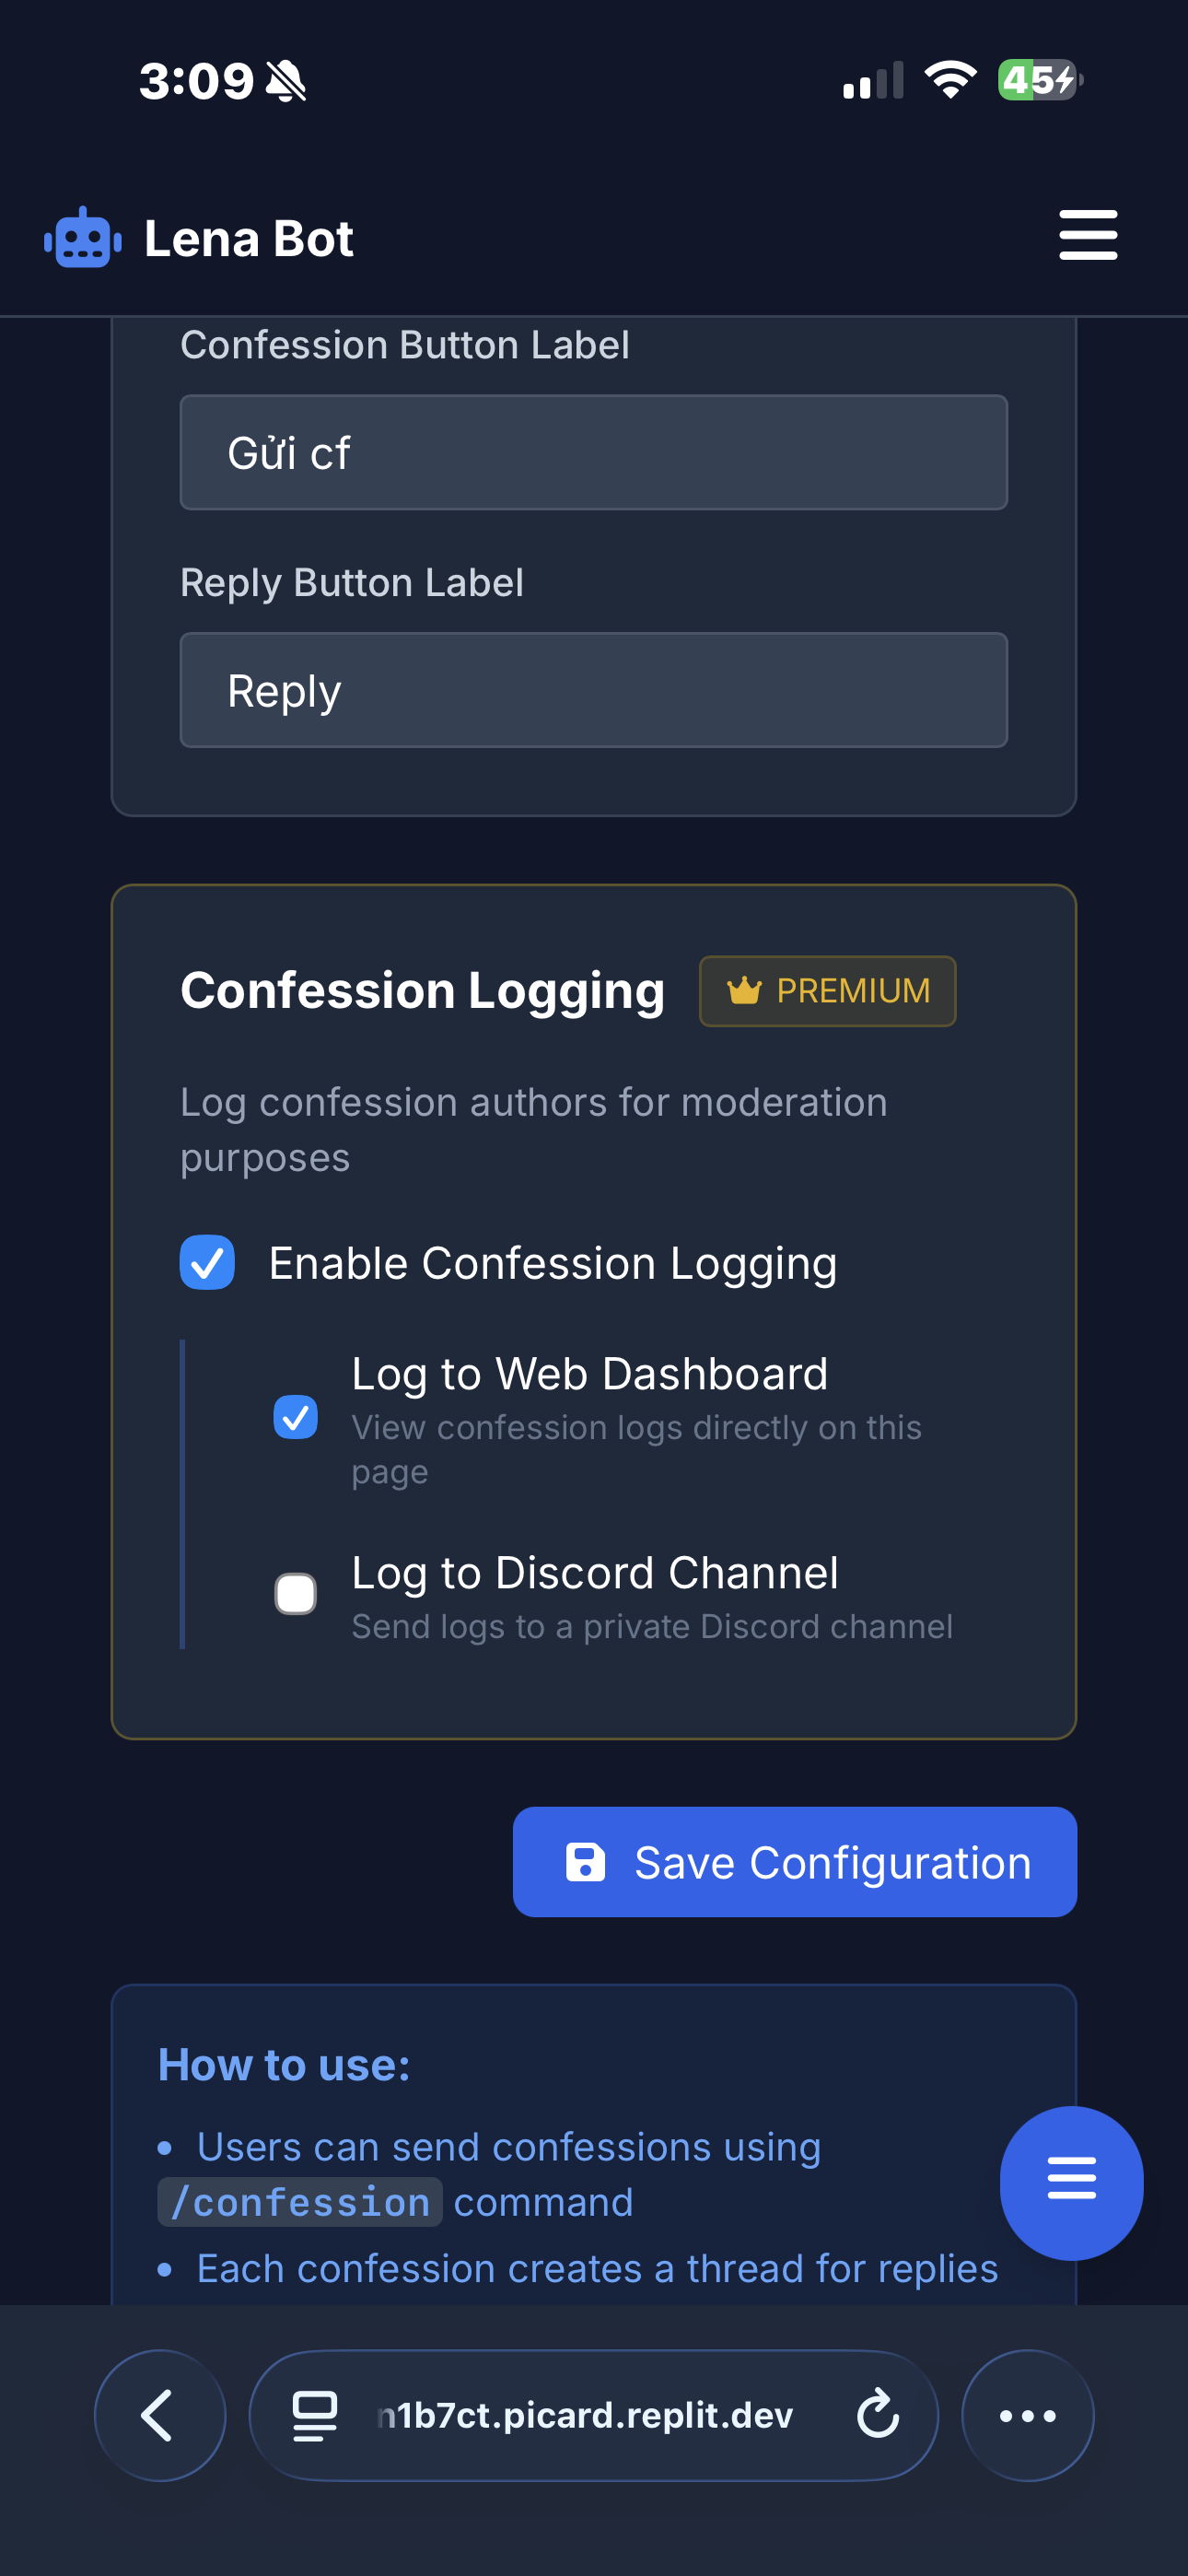 3:09
45
Lena Bot
Confession Button Label
Gửi cf
Reply Button Label
Reply
Confession Logging PREMIUM
Log confession authors for moderation
purposes
Enable Confession Logging
Log to Web Dashboard
View confession logs directly on this
page
Log to Discord Channel
Send logs to a private Discord channel
Save Configuration
How to use:
• Users can send confessions using
/confession command
• Each confession creates a thread for replies
n1b7ct.picard.replit.dev